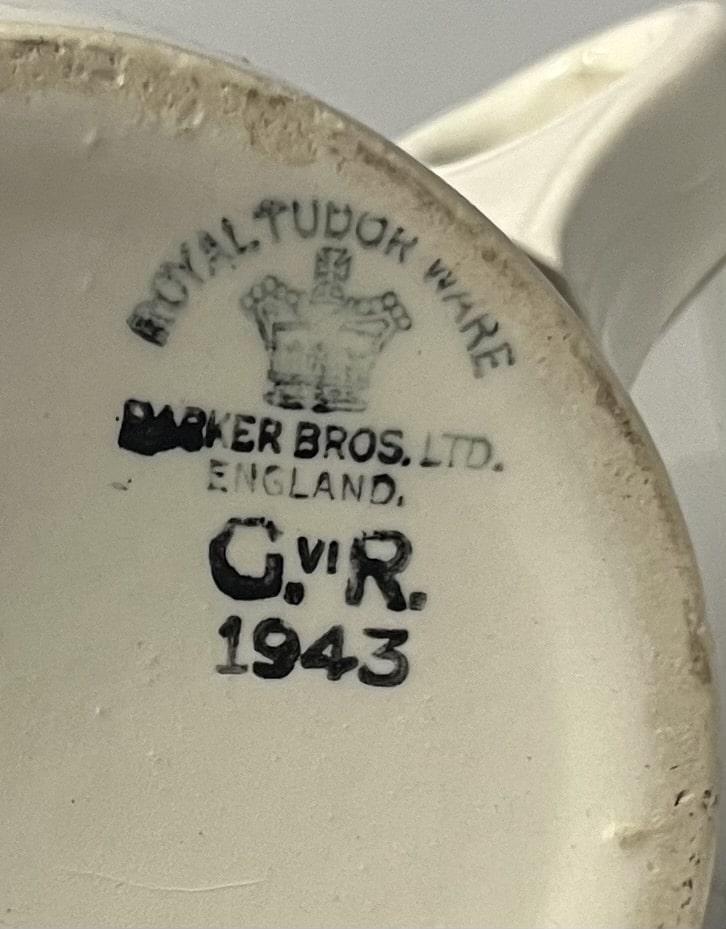 ROYAL TUDOR WARE
BARKER BROS. LTD.
ENGLAND.
G.VI R.
1943